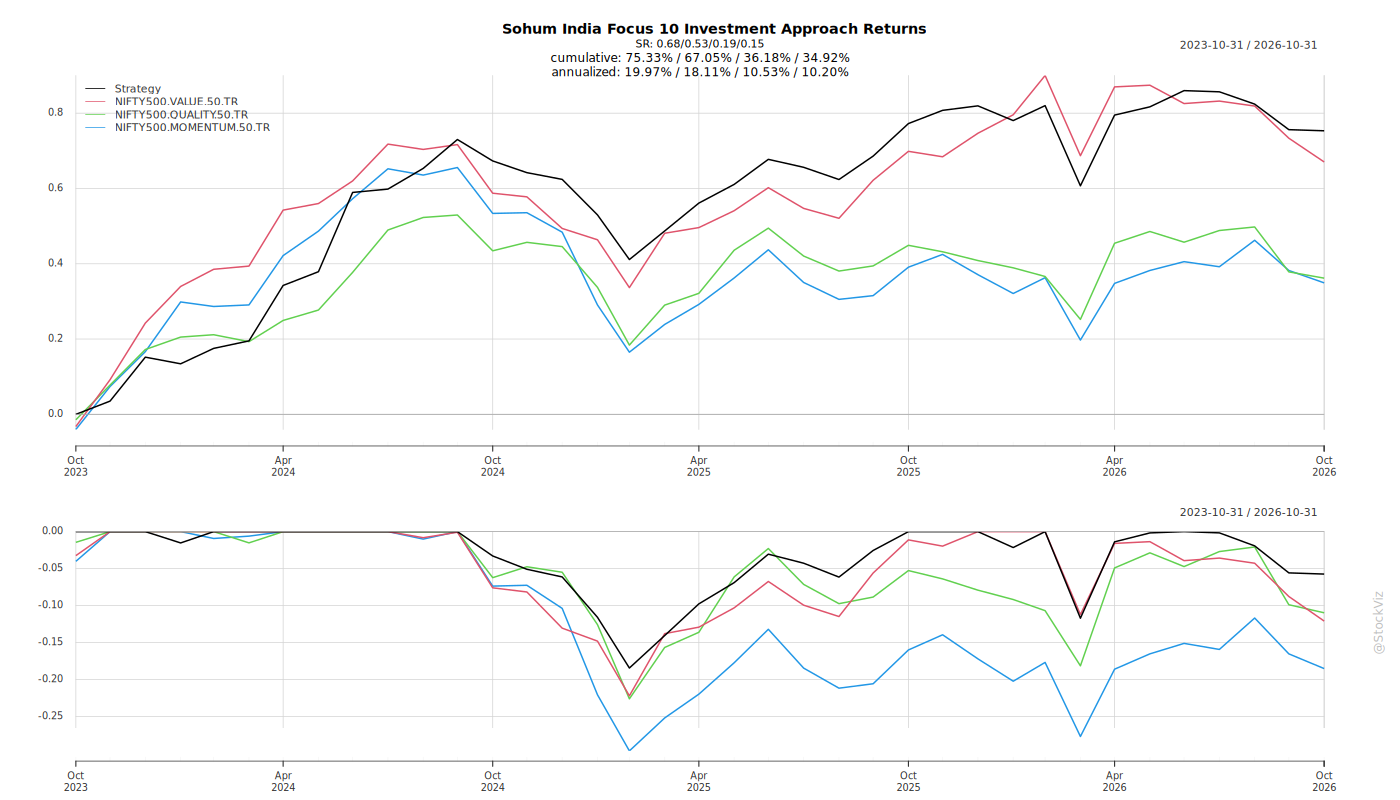 Sohum India Focus 10 Investment Approach Returns
SR: 0.68/0.53/0.19/0.15
cumulative: 75.33% / 67.05% / 36.18% / 34.92%
annualized: 19.97% / 18.11% / 10.53% / 10.20%
2023-10-31 / 2026-10-31
Strategy
NIFTY500.VALUE.50.TR
NIFTY500.QUALITY50.TR
NIFTY500.MOMENTUM.50.TR
0.8
0.6
0.4
0.2
0.0
Oct 2023
Apr 2024
Oct 2024
Apr 2025
Oct 2025
Apr 2026
Oct 2026
2023-10-31 / 2026-10-31
0.00
-0.05
-0.10
-0.15
-0.20
-0.25
Oct 2023
Apr 2024
Oct 2024
Apr 2025
Oct 2025
Apr 2026
Oct 2026
@StockViz